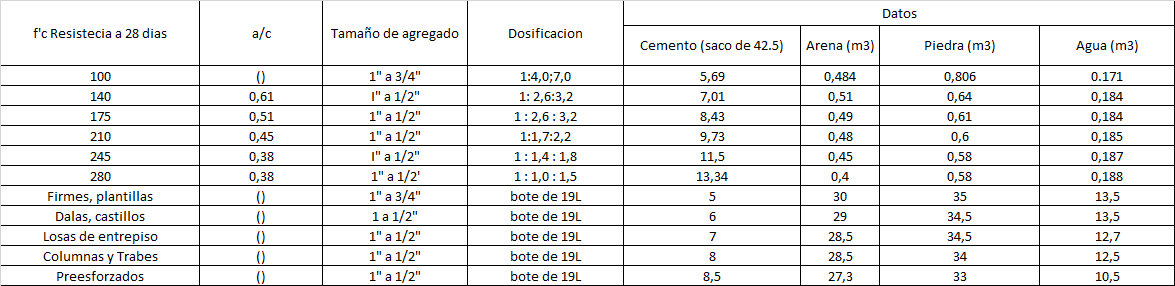 f'c Resistecia a 28 dias a/c Tamaño de agregado Dosificacion Datos
Cemento (saco de 42.5) Arena (m3) Piedra (m3) Agua (m3)
100 () 1" a 3/4" 1:4,0;7,0 5,69 0,484 0,806 0.171
140 0,61 I" a 1/2" 1: 2,6:3,2 7,01 0,51 0,64 0,184
175 0,51 1" a 1/2" 1 : 2,6 : 3,2 8,43 0,49 0,61 0,184
210 0,45 1" a 1/2" 1:1,7:2,2 9,73 0,48 0,6 0,185
245 0,38 I" a 1/2" 1 : 1,4 : 1,8 11,5 0,45 0,58 0,187
280 0,38 1" a 1/2' 1 : 1,0 : 1,5 13,34 0,4 0,58 0,188
Firmes, plantillas () 1" a 3/4" bote de 19L 5 30 35 13,5
Dalas, castillos () 1 a 1/2" bote de 19L 6 29 34,5 13,5
Losas de entrepiso () 1" a 1/2" bote de 19L 7 28,5 34,5 12,7
Columnas y Trabes () 1" a 1/2" bote de 19L 8 28,5 34 12,5
Preesforzados () 1" a 1/2" bote de 19L 8,5 27,3 33 10,5